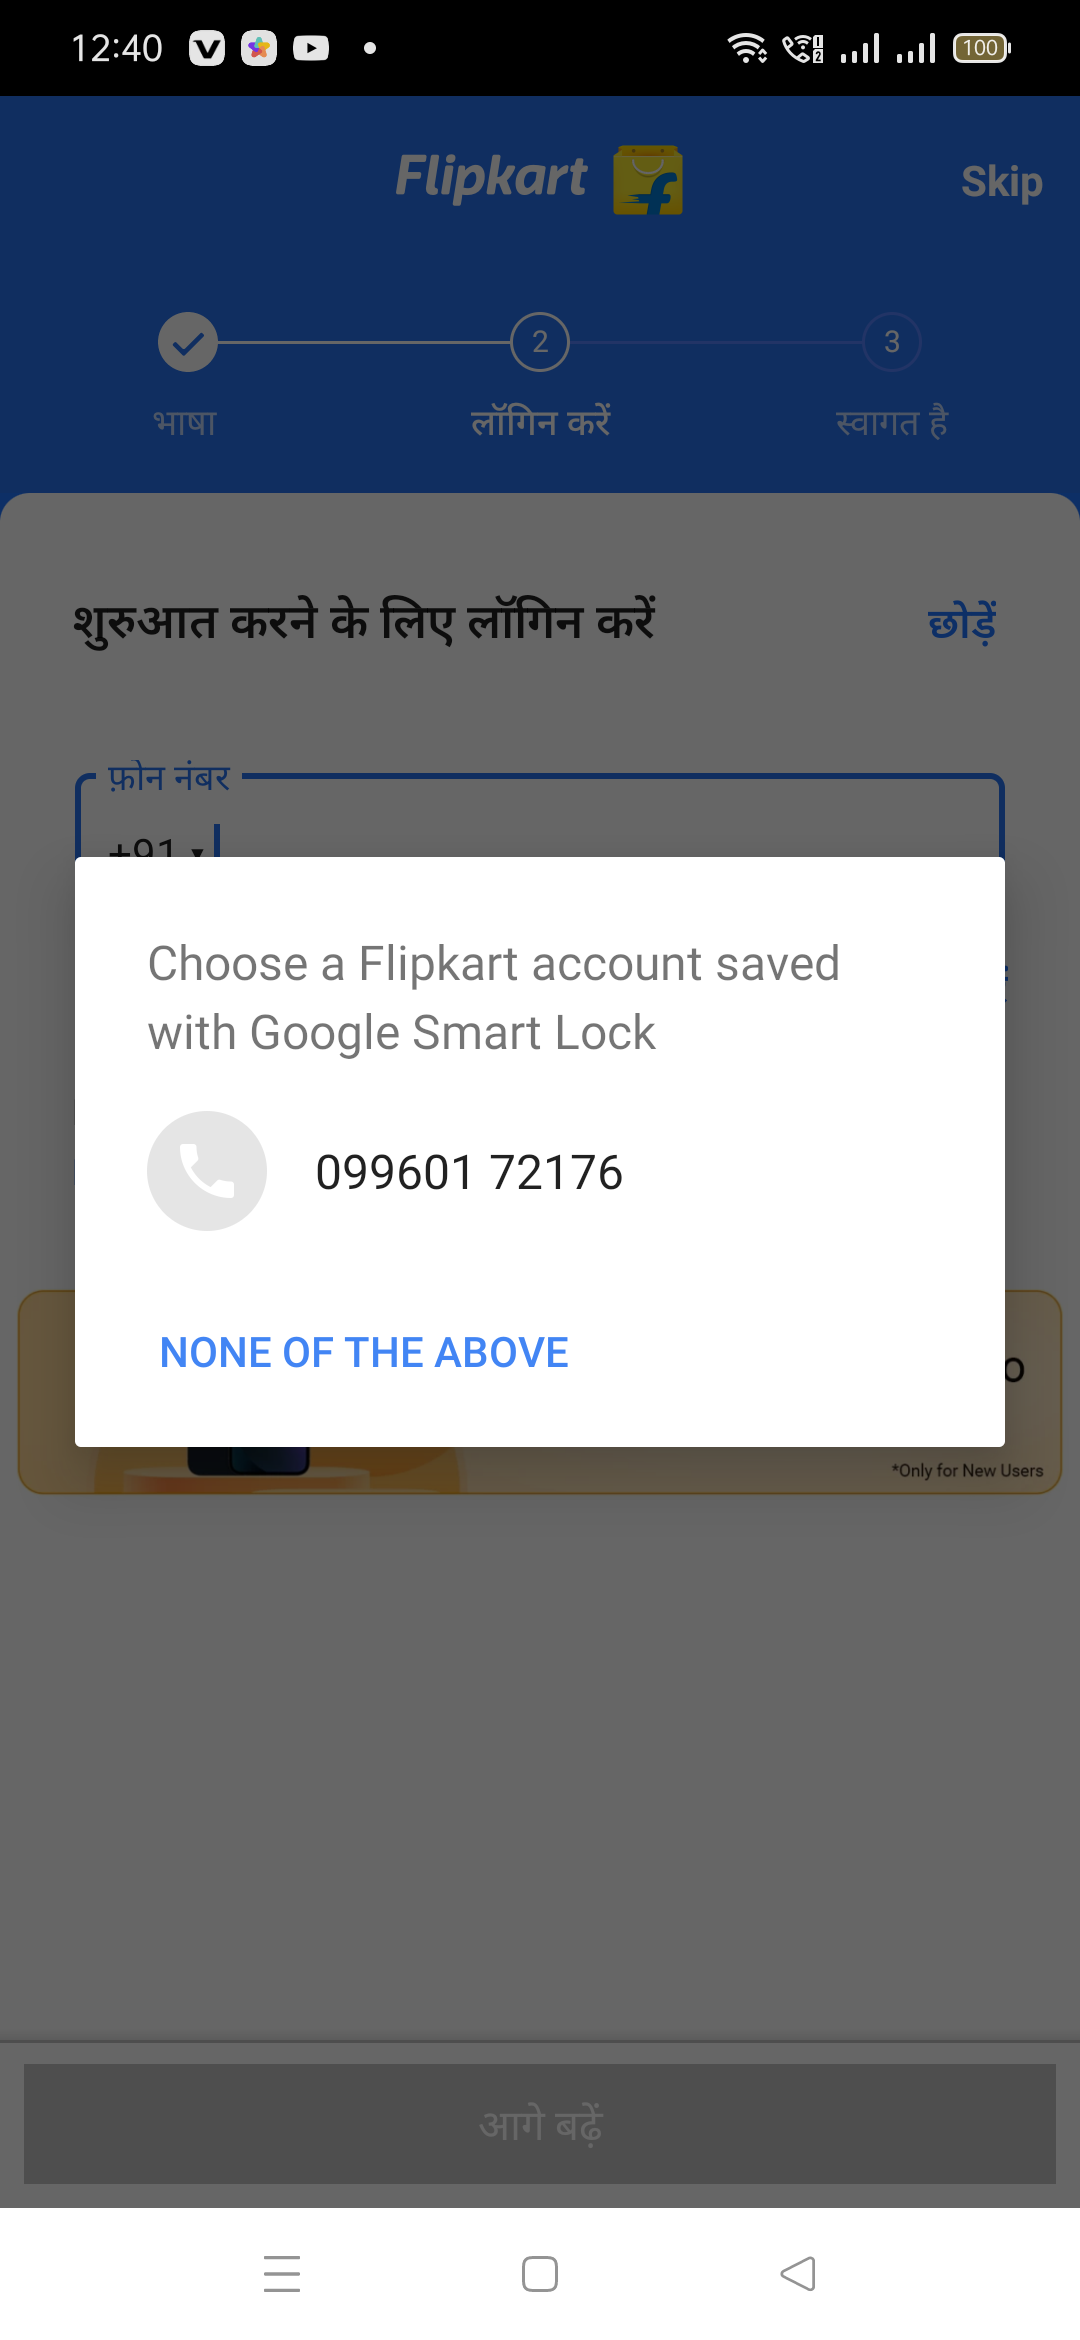 12:40
100
Flipkart
Skip
2
3
भाषा
लॉगिन करें
स्वागत है
शुरुआत करने के लिए लॉगिन करें
छोड़ें
फ़ोन नंबर
+91
Choose a Flipkart account saved
with Google Smart Lock
099601 72176
NONE OF THE ABOVE
*Only for New Users
आगे बढ़ें